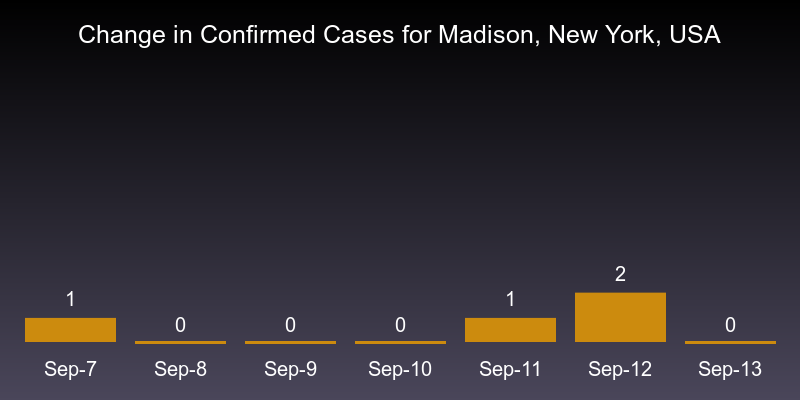 Change in Confirmed Cases for Madison, New York, USA
2
1
1
0
0
0
0
Sep-7
Sep-8
Sep-9
Sep-10
Sep-11
Sep-12
Sep-13